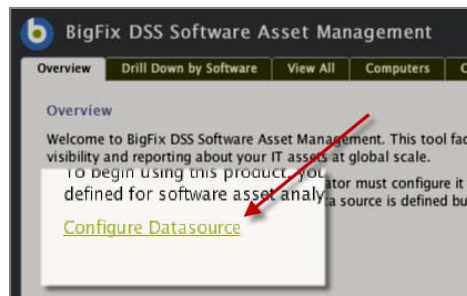 BigFix DSS Software Asset Management
Overview Drill Down by Software View All Computers C
Overview
Welcome to BigFix DSS Software Asset Management. This tool fac
visibility and reporting about your IT assets at global scale.
To begin using this product, you ator must configure it
defined for software asset analy a source is defined bu
Configure Datasource